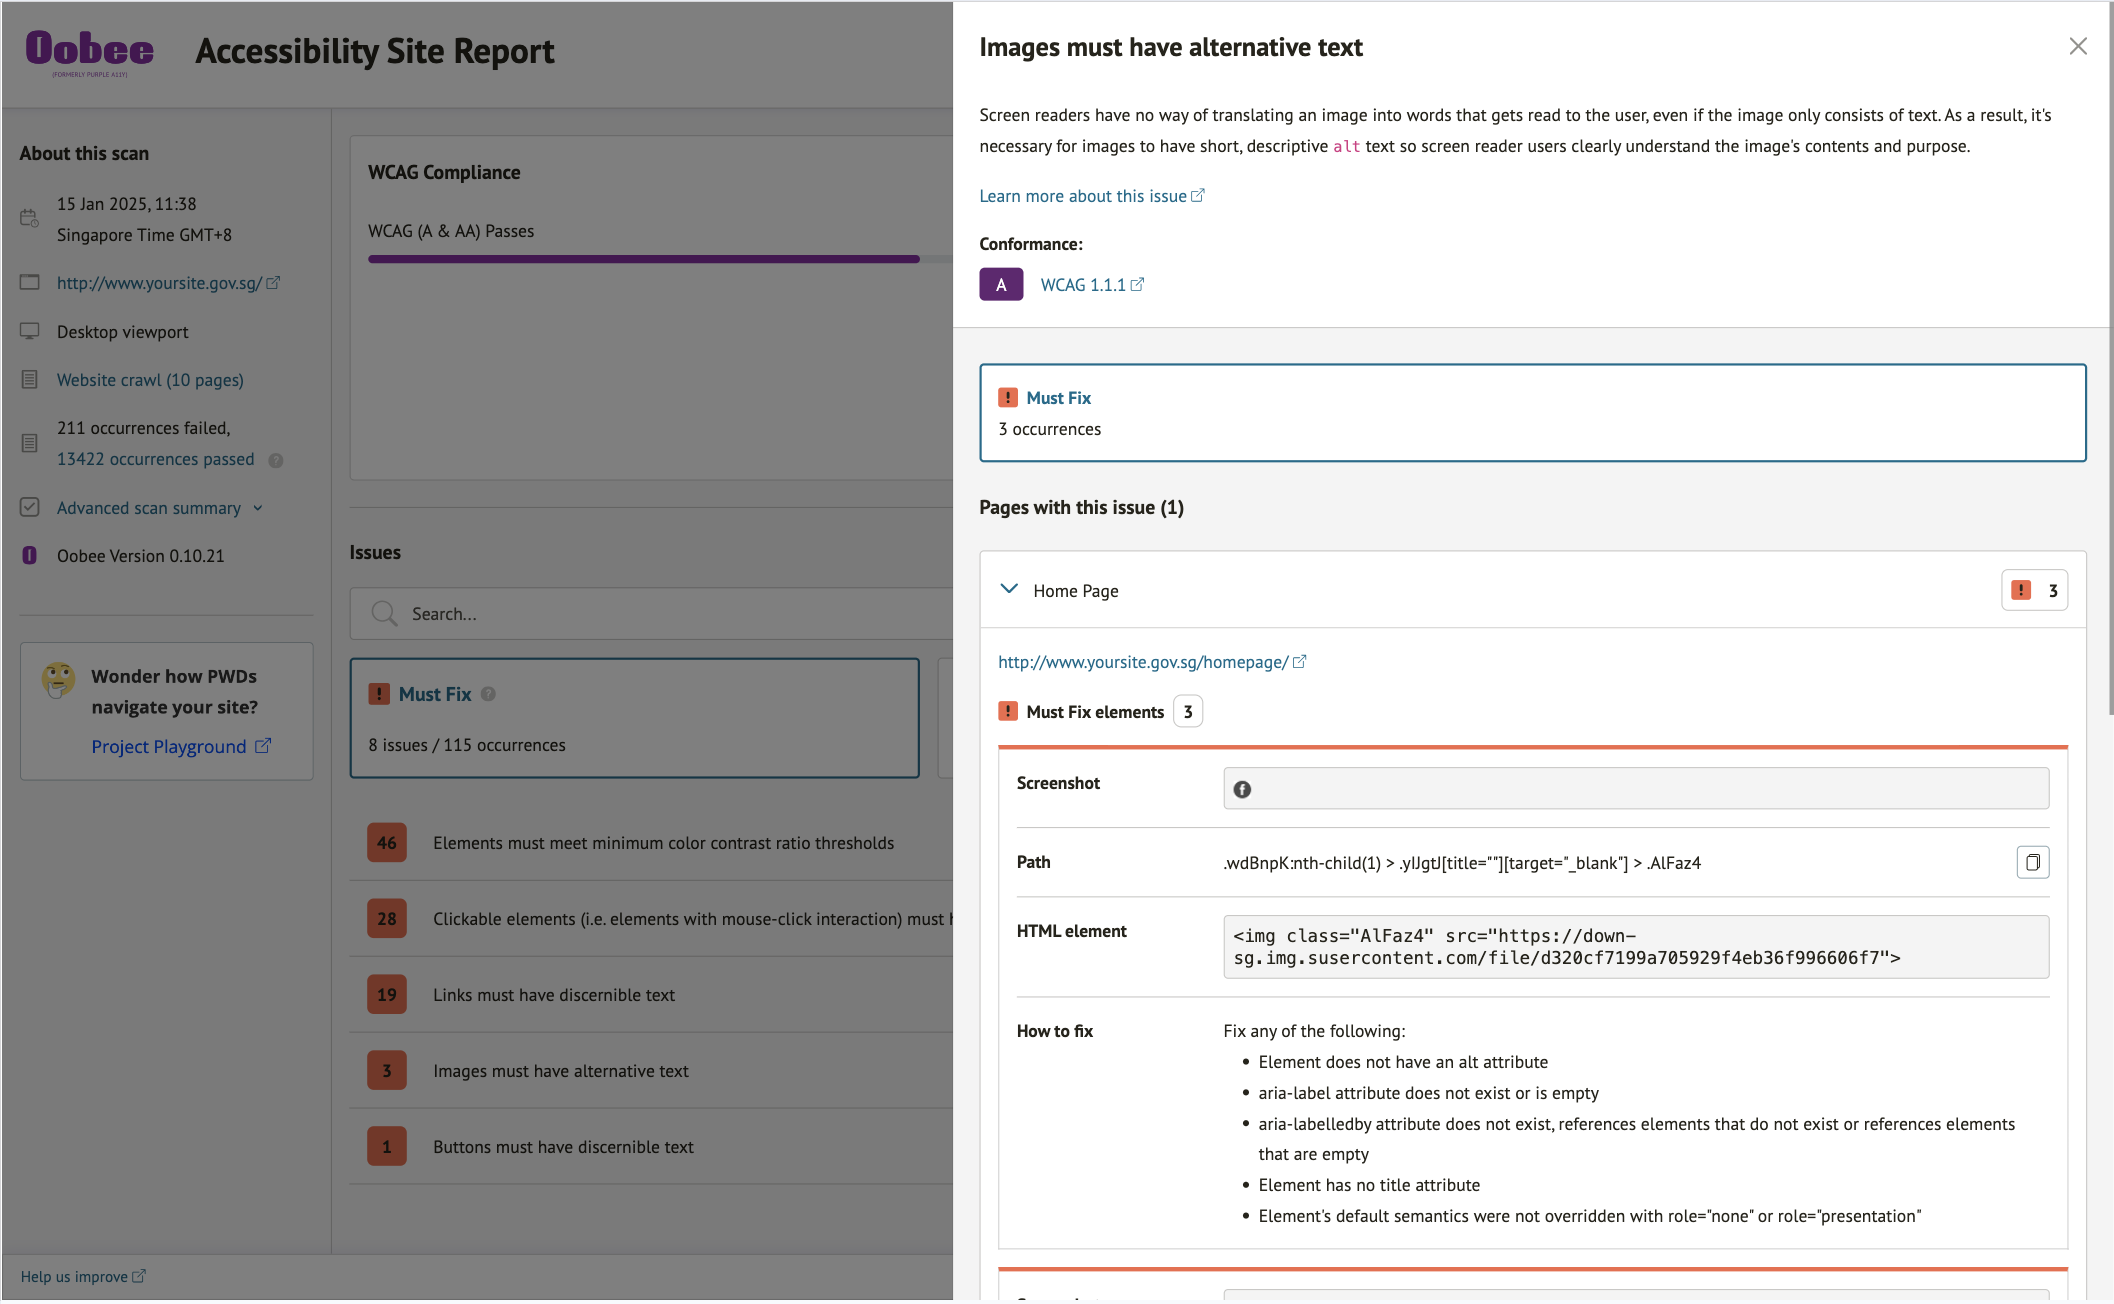 Oobee
(FORMERLY PURPLE A11Y)
Accessibility Site Report
About this scan
15 Jan 2025, 11:38
Singapore Time GMT+8
http://www.yoursite.gov.sg/
Desktop viewport
Website crawl (10 pages)
211 occurrences failed,
13422 occurrences passed ?
Advanced scan summary
Oobee Version 0.10.21
Wonder how PWDs
navigate your site?
Project Playground
Help us improve
WCAG Compliance
WCAG (A & AA) Passes
Issues
Search...
! Must Fix ?
8 issues / 115 occurrences
46 Elements must meet minimum color contrast ratio thresholds
28 Clickable elements (i.e. elements with mouse-click interaction) must
19 Links must have discernible text
3 Images must have alternative text
1 Buttons must have discernible text
Images must have alternative text
Screen readers have no way of translating an image into words that gets read to the user, even if the image only consists of text. As a result, it's
necessary for images to have short, descriptive alt text so screen reader users clearly understand the image's contents and purpose.
Learn more about this issue
Conformance:
A WCAG 1.1.1
! Must Fix
3 occurrences
Pages with this issue (1)
Home Page ! 3
http://www.yoursite.gov.sg/homepage/
! Must Fix elements 3
Screenshot f
Path .wdBnpK:nth-child(1) > .yIJgtJ[title=""][target="_blank"] > .AlFaz4
HTML element <img class="AlFaz4" src="https://down-
sg.img.susercontent.com/file/d320cf7199a705929f4eb36f996606f7">
How to fix Fix any of the following:
• Element does not have an alt attribute
• aria-label attribute does not exist or is empty
• aria-labelledby attribute does not exist, references elements that do not exist or references elements
that are empty
• Element has no title attribute
• Element's default semantics were not overridden with role="none" or role="presentation"